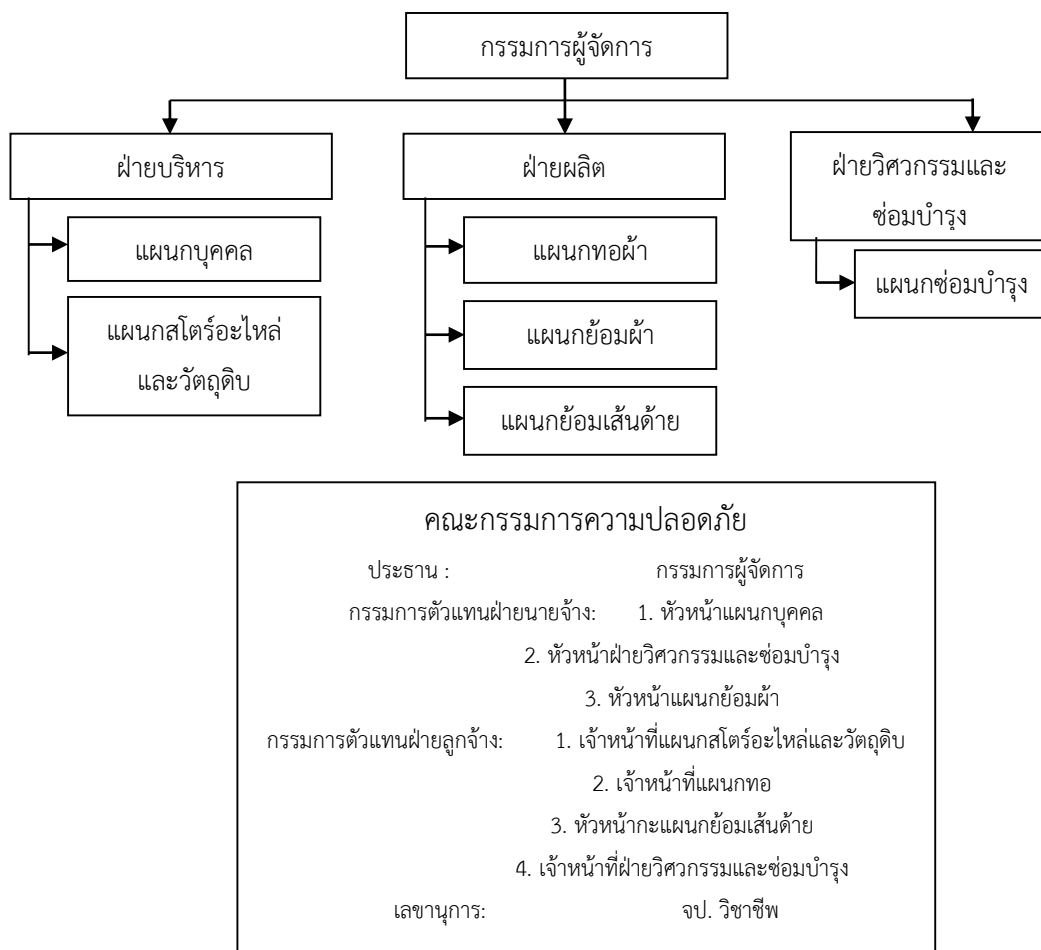 กรรมการผู้จัดการ
ฝ่ายบริหาร
ฝ่ายผลิต
ฝ่ายวิศวกรรมและ
ซ่อมบำรุง
แผนกบุคคล
แผนกสโตร์อะไหล่
และวัตถุดิบ
แผนกทอผ้า
แผนกย้อมผ้า
แผนกย้อมเส้นด้าย
แผนกซ่อมบำรุง
คณะกรรมการความปลอดภัย
ประธาน : กรรมการผู้จัดการ
กรรมการตัวแทนฝ่ายนายจ้าง: 1. หัวหน้าแผนกบุคคล
2. หัวหน้าฝ่ายวิศวกรรมและซ่อมบำรุง
3. หัวหน้าแผนกย้อมผ้า
กรรมการตัวแทนฝ่ายลูกจ้าง: 1. เจ้าหน้าที่แผนกสโตร์อะไหล่และวัตถุดิบ
2. เจ้าหน้าที่แผนกทอ
3. หัวหน้ากะแผนกย้อมเส้นด้าย
4. เจ้าหน้าที่ฝ่ายวิศวกรรมและซ่อมบำรุง
เลขานุการ: จป. วิชาชีพ